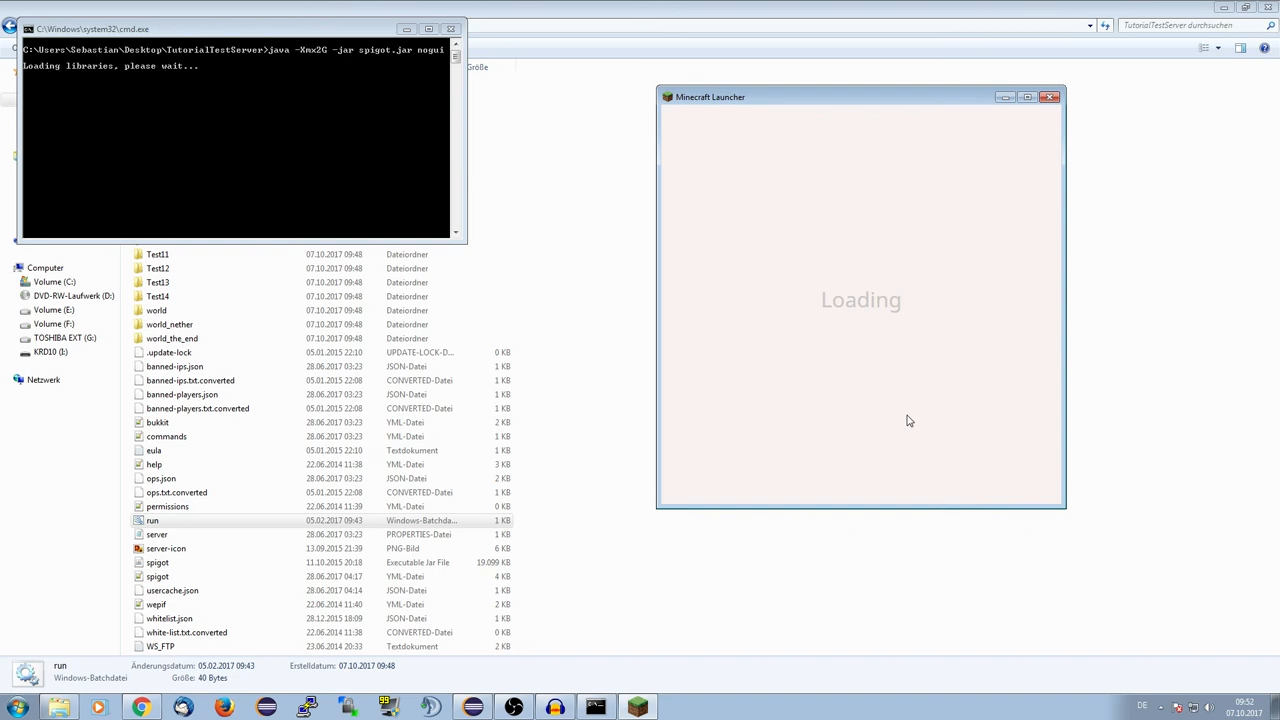 C:\Windows\system32\cmd.exe
TutorialTestServer durchsuchen
C:\Users\Sebastian\Desktop\TutorialTestServer>java -Xmx2G -jar spigot.jar nogui
Loading libraries, please wait...
Größe
Minecraft Launcher
Loading
Computer
Volume (C:)
DVD-RW-Laufwerk (D:)
Volume (E:)
Volume (F:)
TOSHIBA EXT (G:)
KRD10 (I:)
Netzwerk
Test11 07.10.2017 09:48 Dateiordner
Test12 07.10.2017 09:48 Dateiordner
Test13 07.10.2017 09:48 Dateiordner
Test14 07.10.2017 09:48 Dateiordner
world 07.10.2017 09:48 Dateiordner
world_nether 07.10.2017 09:48 Dateiordner
world_the_end 07.10.2017 09:48 Dateiordner
.update-lock 05.01.2015 22:10 UPDATE-LOCK-D... 0 KB
banned-ips.json 28.06.2017 03:23 JSON-Datei 1 KB
banned-ips.txt.converted 05.01.2015 22:08 CONVERTED-Datei 1 KB
banned-players.json 28.06.2017 03:23 JSON-Datei 1 KB
banned-players.txt.converted 05.01.2015 22:08 CONVERTED-Datei 1 KB
bukkit 28.06.2017 03:23 YML-Datei 2 KB
commands 28.06.2017 03:23 YML-Datei 1 KB
eula 05.01.2015 22:10 Textdokument 1 KB
help 22.06.2014 11:38 YML-Datei 3 KB
ops.json 28.06.2017 03:23 JSON-Datei 1 KB
ops.txt.converted 05.01.2015 22:08 CONVERTED-Datei 1 KB
permissions 22.06.2014 11:39 YML-Datei 0 KB
run 05.02.2017 09:43 Windows-Batchda... 1 KB
server 28.06.2017 03:23 PROPERTIES-Datei 1 KB
server-icon 13.09.2015 21:39 PNG-Bild 6 KB
spigot 11.10.2015 20:18 Executable Jar File 19.099 KB
spigot 28.06.2017 04:17 YML-Datei 4 KB
usercache.json 28.06.2017 04:14 JSON-Datei 1 KB
wepif 22.06.2014 11:40 YML-Datei 2 KB
whitelist.json 28.12.2015 18:09 JSON-Datei 1 KB
white-list.txt.converted 22.06.2014 11:38 CONVERTED-Datei 0 KB
WS_FTP 23.06.2014 20:33 Textdokument 2 KB
run Änderungsdatum: 05.02.2017 09:43 Erstelldatum: 07.10.2017 09:48
Windows-Batchdatei Größe: 40 Bytes
99
DE
09:52
07.10.2017